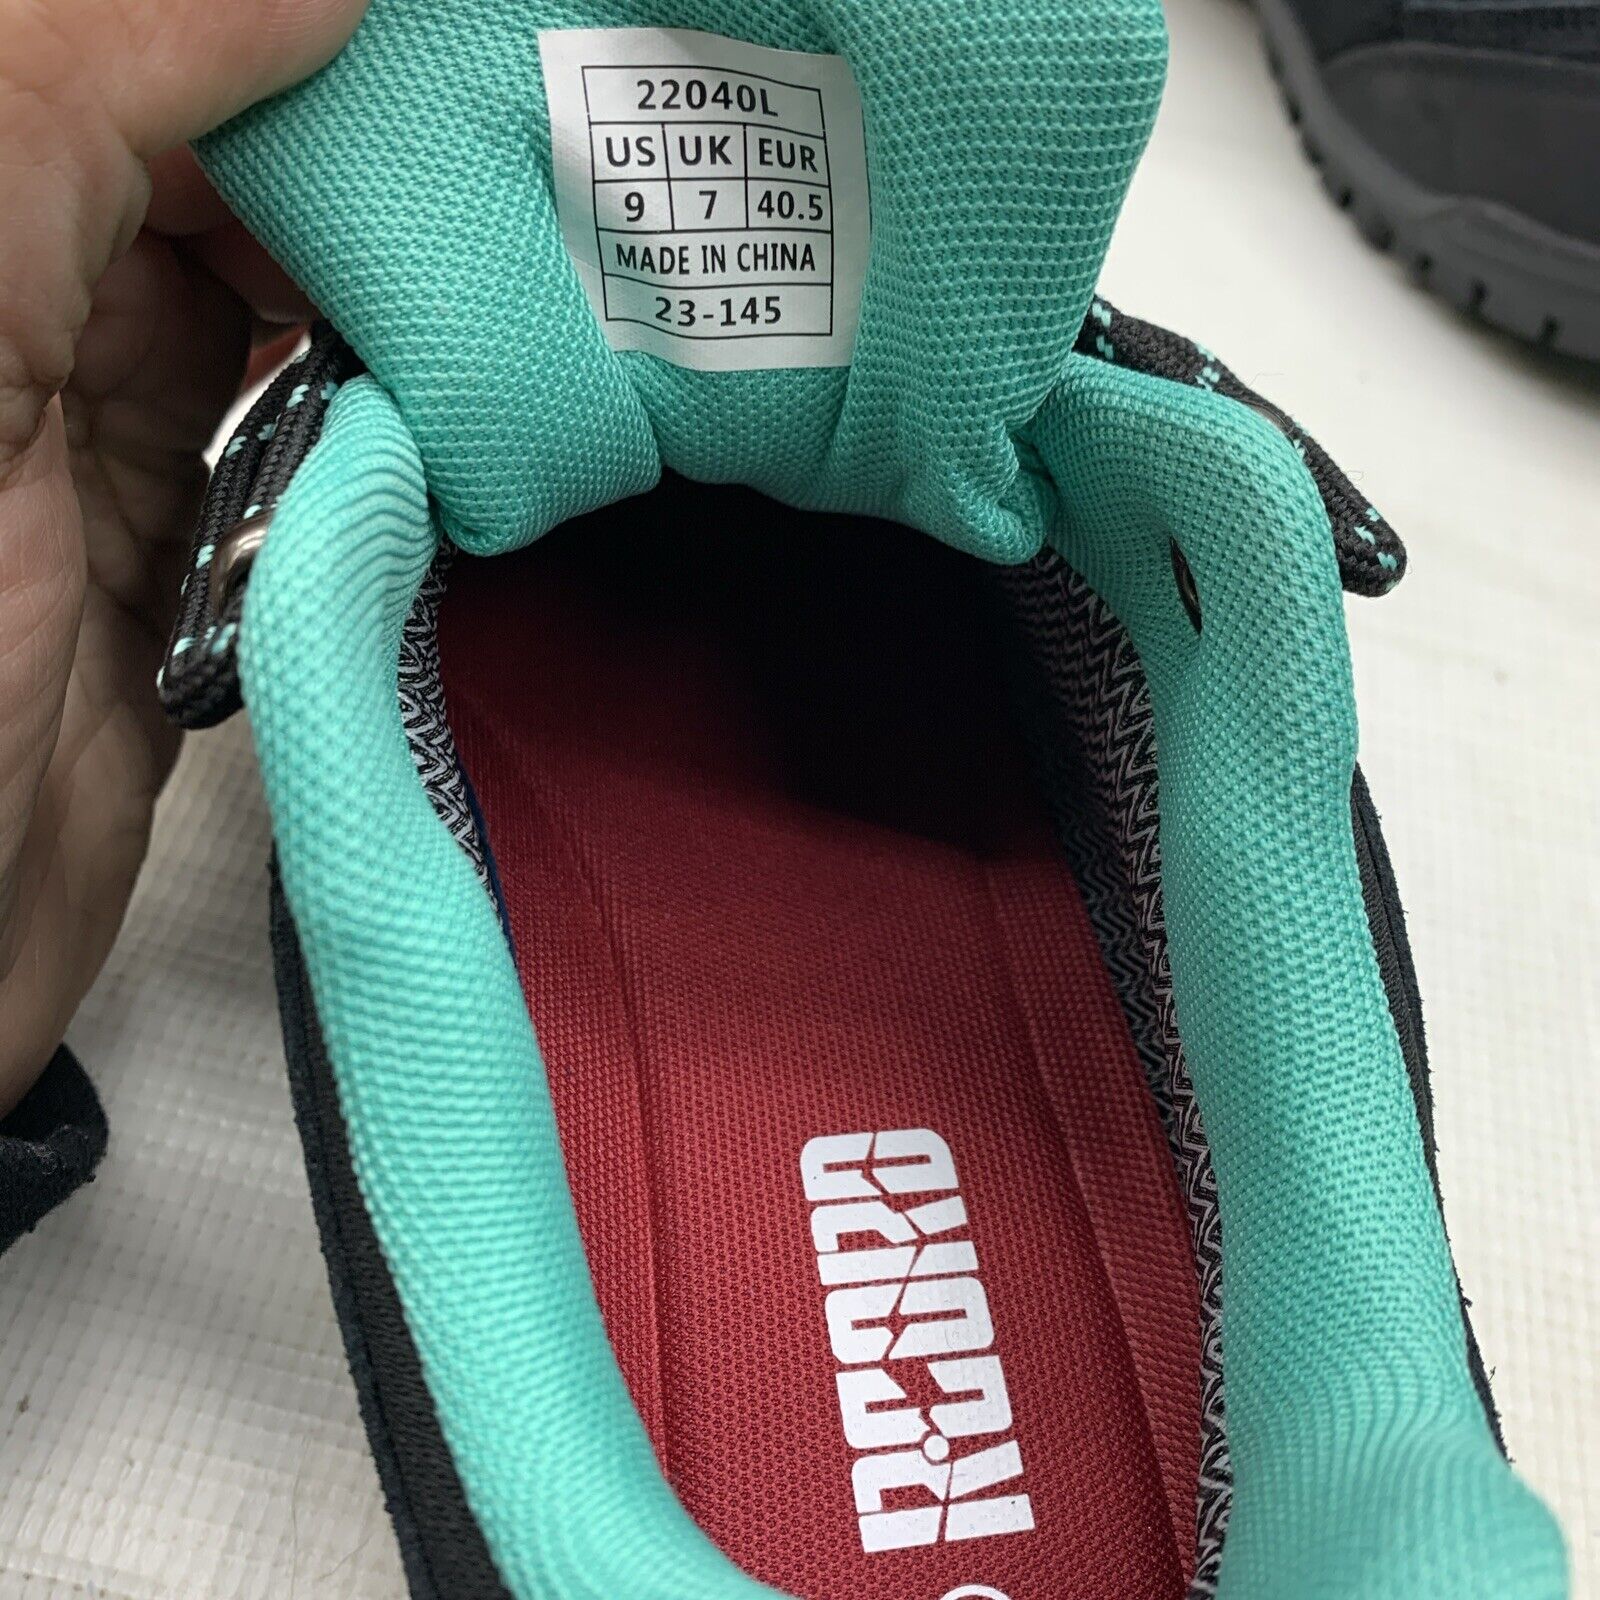 22040L
US UK EUR
9 7 40.5
MADE IN CHINA
23-145